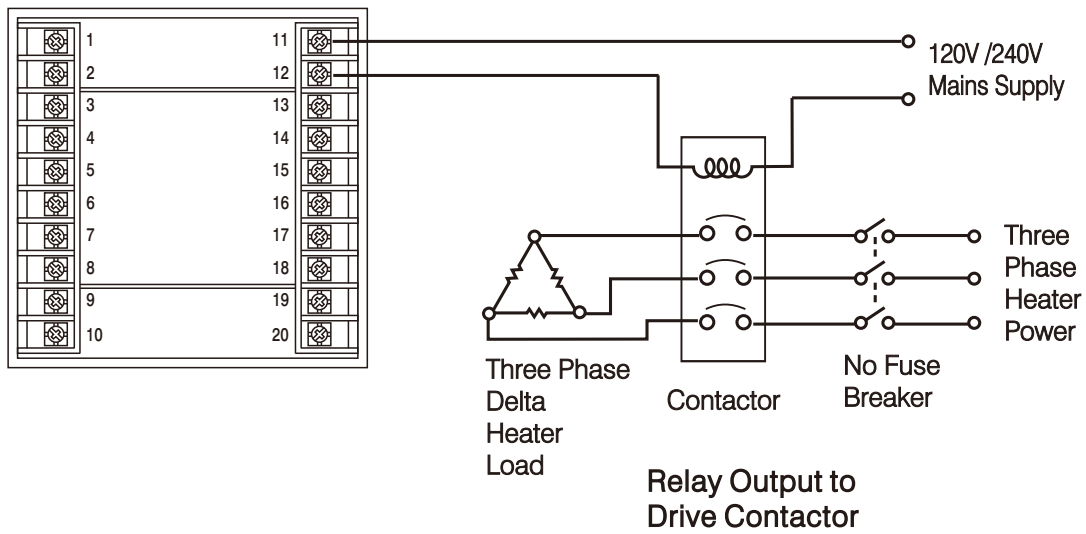 1
2
3
4
5
6
7
8
9
10
11
12
13
14
15
16
17
18
19
20
120V /240V
Mains Supply
Three
Phase
Heater
Power
No Fuse
Breaker
Contactor
Three Phase
Delta
Heater
Load
Relay Output to
Drive Contactor